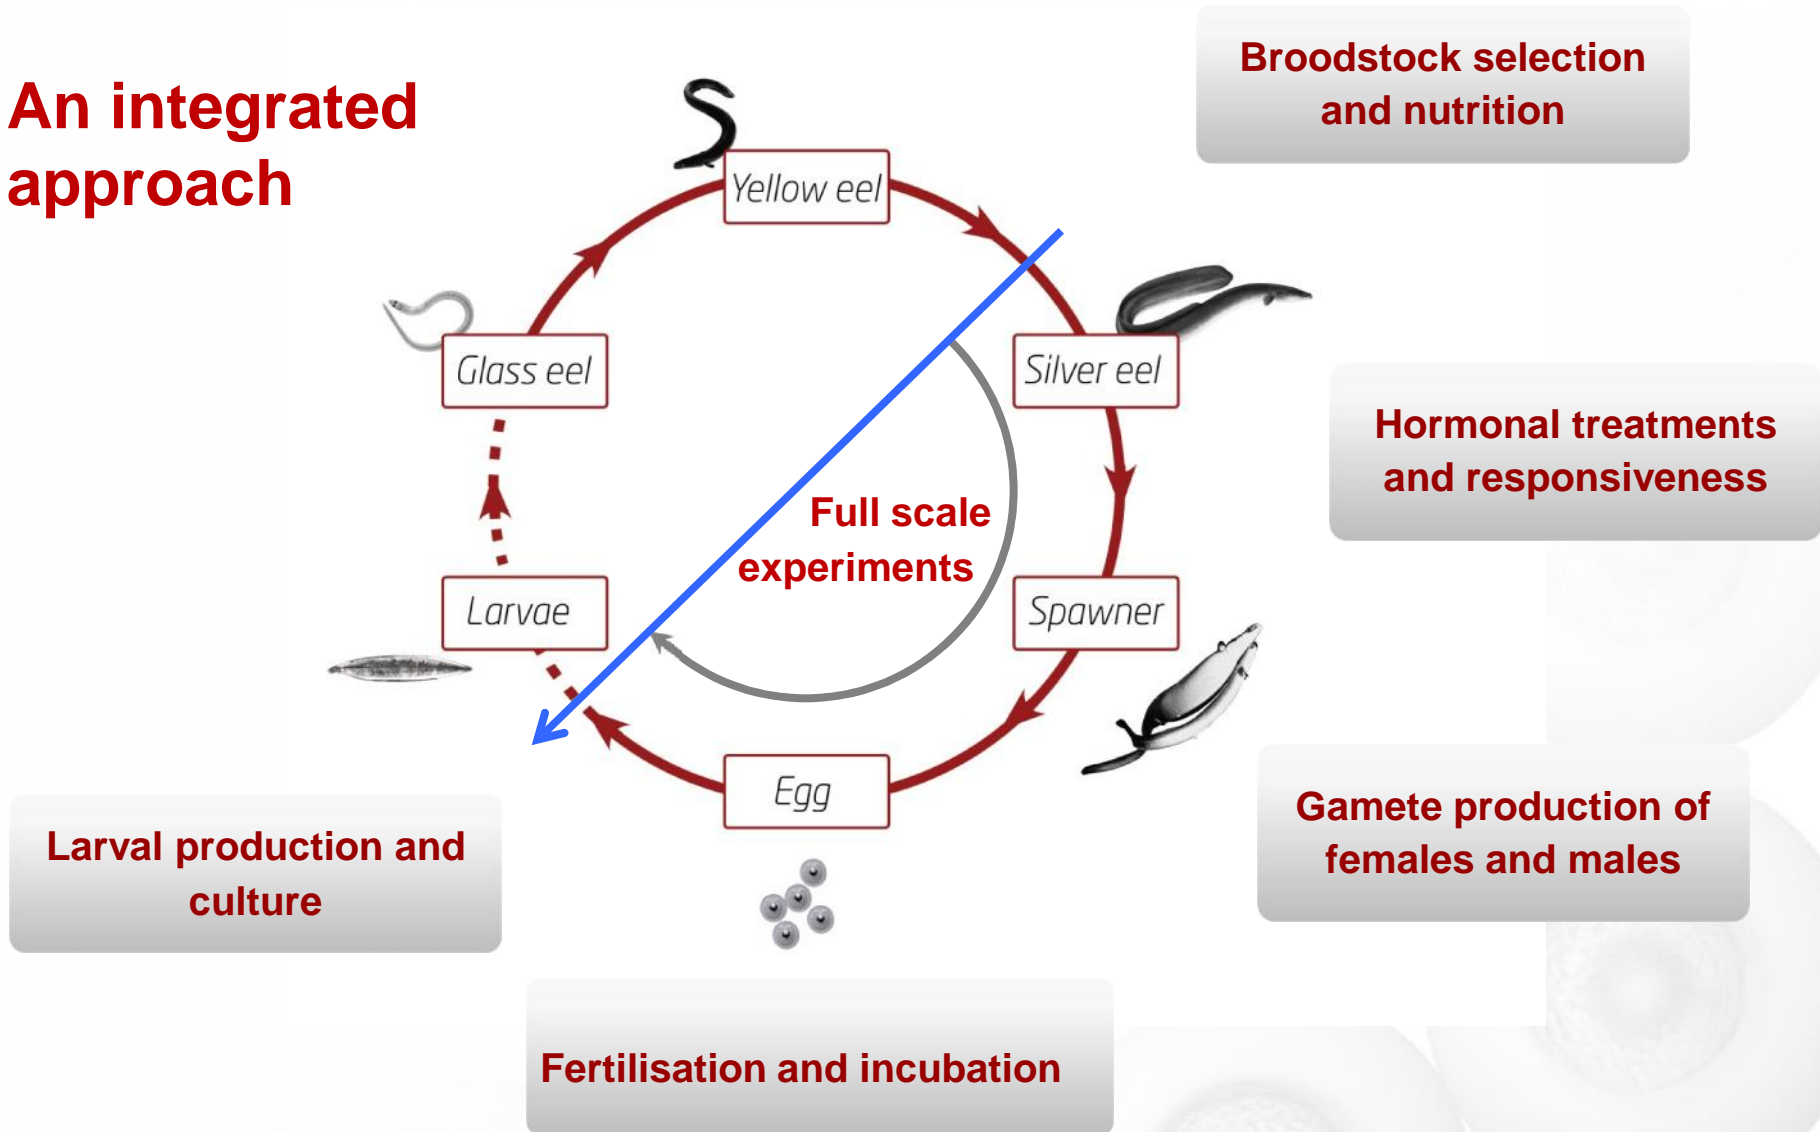 An integrated
approach
Broodstock selection
and nutrition
Yellow eel
Glass eel
Silver eel
Hormonal treatments
and responsiveness
Full scale
experiments
Larvae
Spawner
Egg
Gamete production of
females and males
Larval production and
culture
Fertilisation and incubation